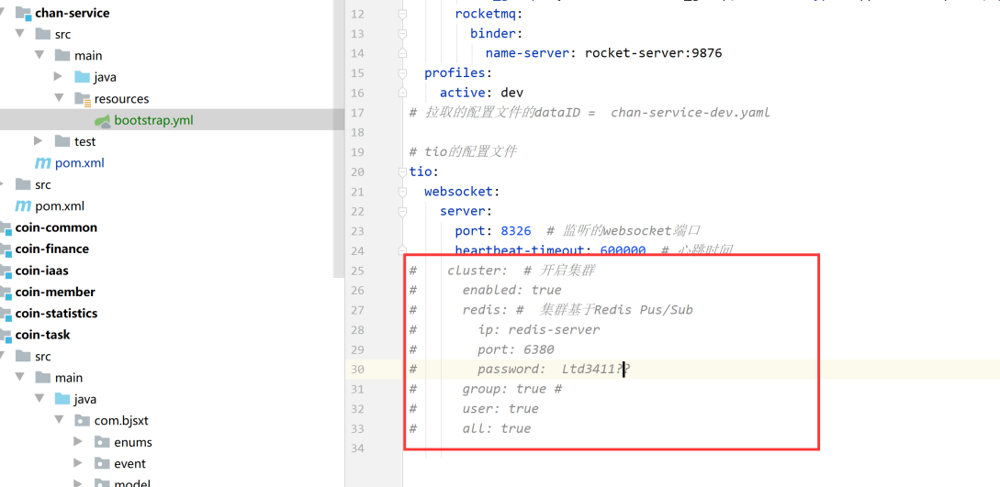 chan-service
src
main
java
resources
bootstrap.yml
test
pom.xml
src
pom.xml
coin-common
coin-finance
coin-iaas
coin-member
coin-statistics
coin-task
src
main
java
com.bjsxt
enums
event
model
12 rocketmq:
13 binder:
14 name-server: rocket-server:9876
15 profiles:
16 active: dev
17 # 拉取的配置文件的dataID = chan-service-dev.yaml
18
19 # tio的配置文件
20 tio:
21 websocket:
22 server:
23 port: 8326 # 监听的websocket端口
24 heartbeat-timeout: 600000 # 心跳时间
25 # cluster: # 开启集群
26 # enabled: true
27 # redis: # 集群基于Redis Pus/Sub
28 # ip: redis-server
29 # port: 6380
30 # password: Ltd3411??
31 # group: true #
32 # user: true
33 # all: true
34